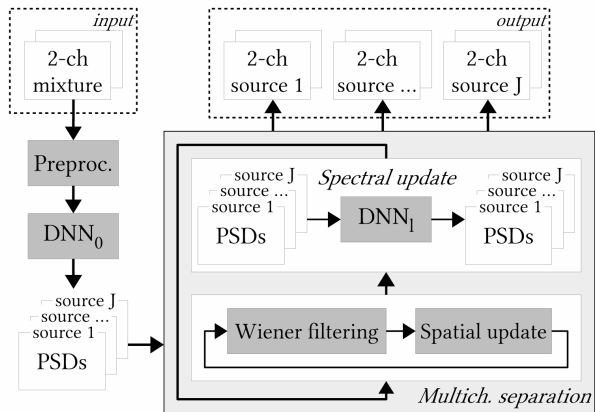 input
2-ch
mixture
output
2-ch
source 1
2-ch
source ...
2-ch
source J
Preproc.
DNN0
source J
source ...
source 1
PSDs
Spectral update
source J
source ...
source 1
PSDs
DNNl
source J
source ...
source 1
PSDs
Wiener filtering
Spatial update
Multich. separation